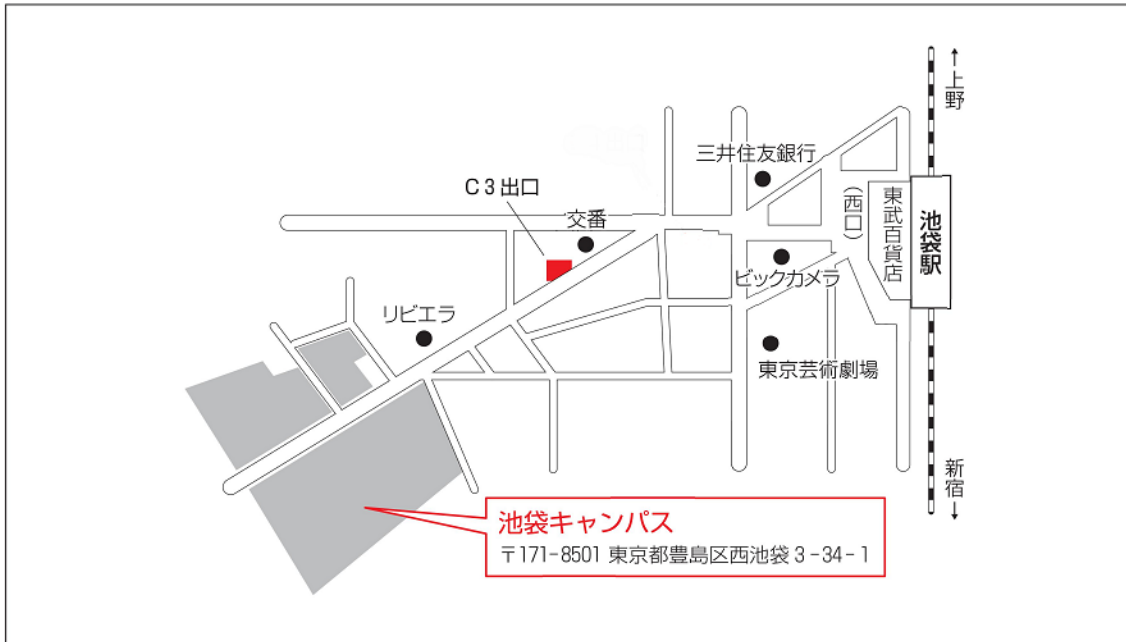 ↑上野
三井住友銀行
C3出口
交番
(西口)
東武百貨店
池袋駅
ビックカメラ
リビエラ
東京芸術劇場
新宿↓
池袋キャンパス
〒171-8501 東京都豊島区西池袋3-34-1